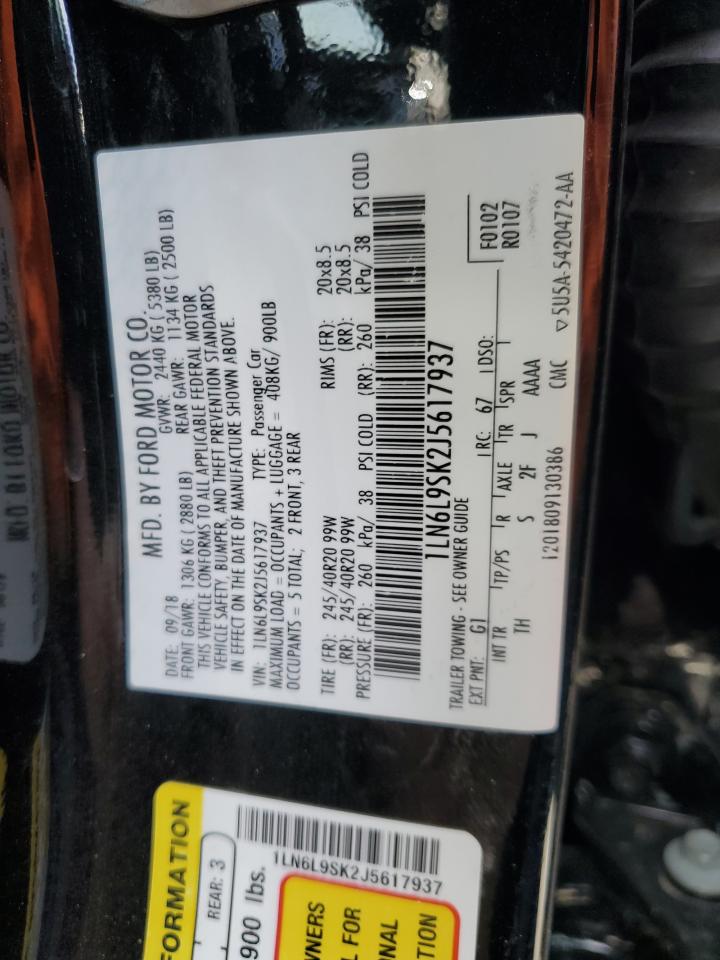 MFD. BY FORD MOTOR CO.
DATE: 09/18 GVWR: 2440 KG ( 5380 LB)
FRONT GAWR: 1306 KG ( 2880 LB) REAR GAWR: 1134 KG ( 2500 LB)
THIS VEHICLE CONFORMS TO ALL APPLICABLE FEDERAL MOTOR
VEHICLE SAFETY, BUMPER, AND THEFT PREVENTION STANDARDS
IN EFFECT ON THE DATE OF MANUFACTURE SHOWN ABOVE.
VIN: 1LN6L9SK2J5617937 TYPE: Passenger Car
MAXIMUM LOAD = OCCUPANTS + LUGGAGE = 408KG/ 900LB
OCCUPANTS = 5 TOTAL; 2 FRONT, 3 REAR
TIRE (FR): 245/40R20 99W RIMS (FR): 20x8.5
(RR): 245/40R20 99W (RR): 20x8.5
PRESSURE (FR): 260 kPa/ 38 PSI COLD (RR): 260 kPa/ 38 PSI COLD
1LN6L9SK2J5617937
TRAILER TOWING - SEE OWNER GUIDE
EXT PNT: G1 RC: 67 DSO: F0102
R0107
INT TR TP/PS R AXLE TR SPR
TH S 2F J AAAA
1201809130386 CMC ▽5U5A-5420472-AA
FORMATION
REAR: 3
900 lbs.
1LN6L9SK2J5617937
WNERS
L FOR
NAL
TION